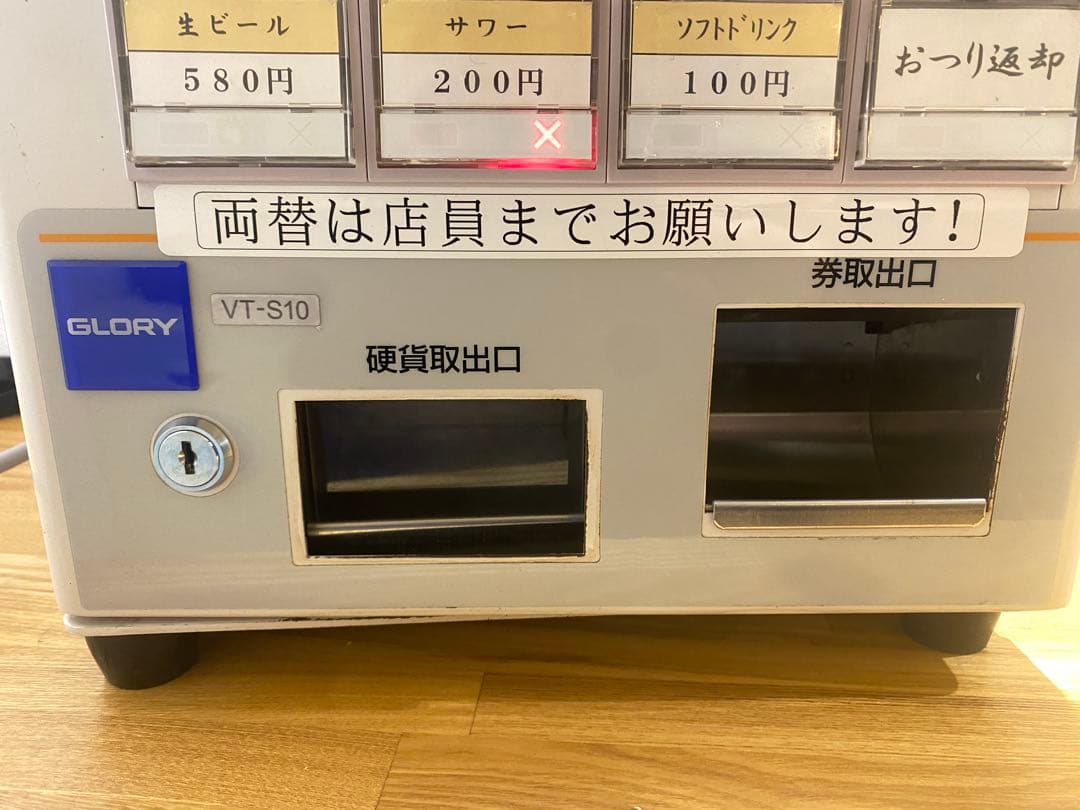 生ビール
580円
サワー
200円
ソフトドリンク
100円
おつり返却
×
両替は店員までお願いします!
券取出口
GLORY
VT-S10
硬貨取出口